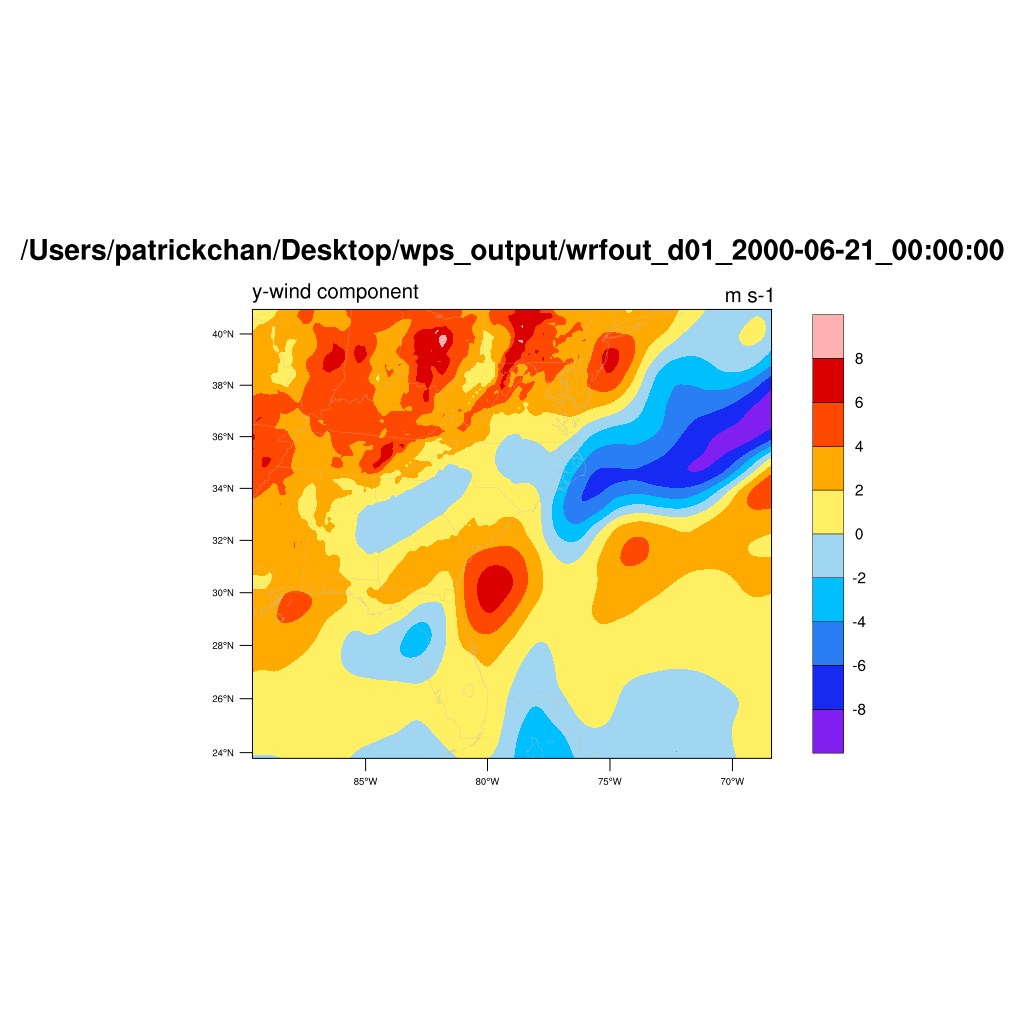 /Users/patrickchan/Desktop/wps_output/wrfout_d01_2000-06-21_00:00:00
y-wind component m s-1
40°N
38°N
36°N
34°N
32°N
30°N
28°N
26°N
24°N
85°W 80°W 75°W 70°W
8
6
4
2
0
-2
-4
-6
-8